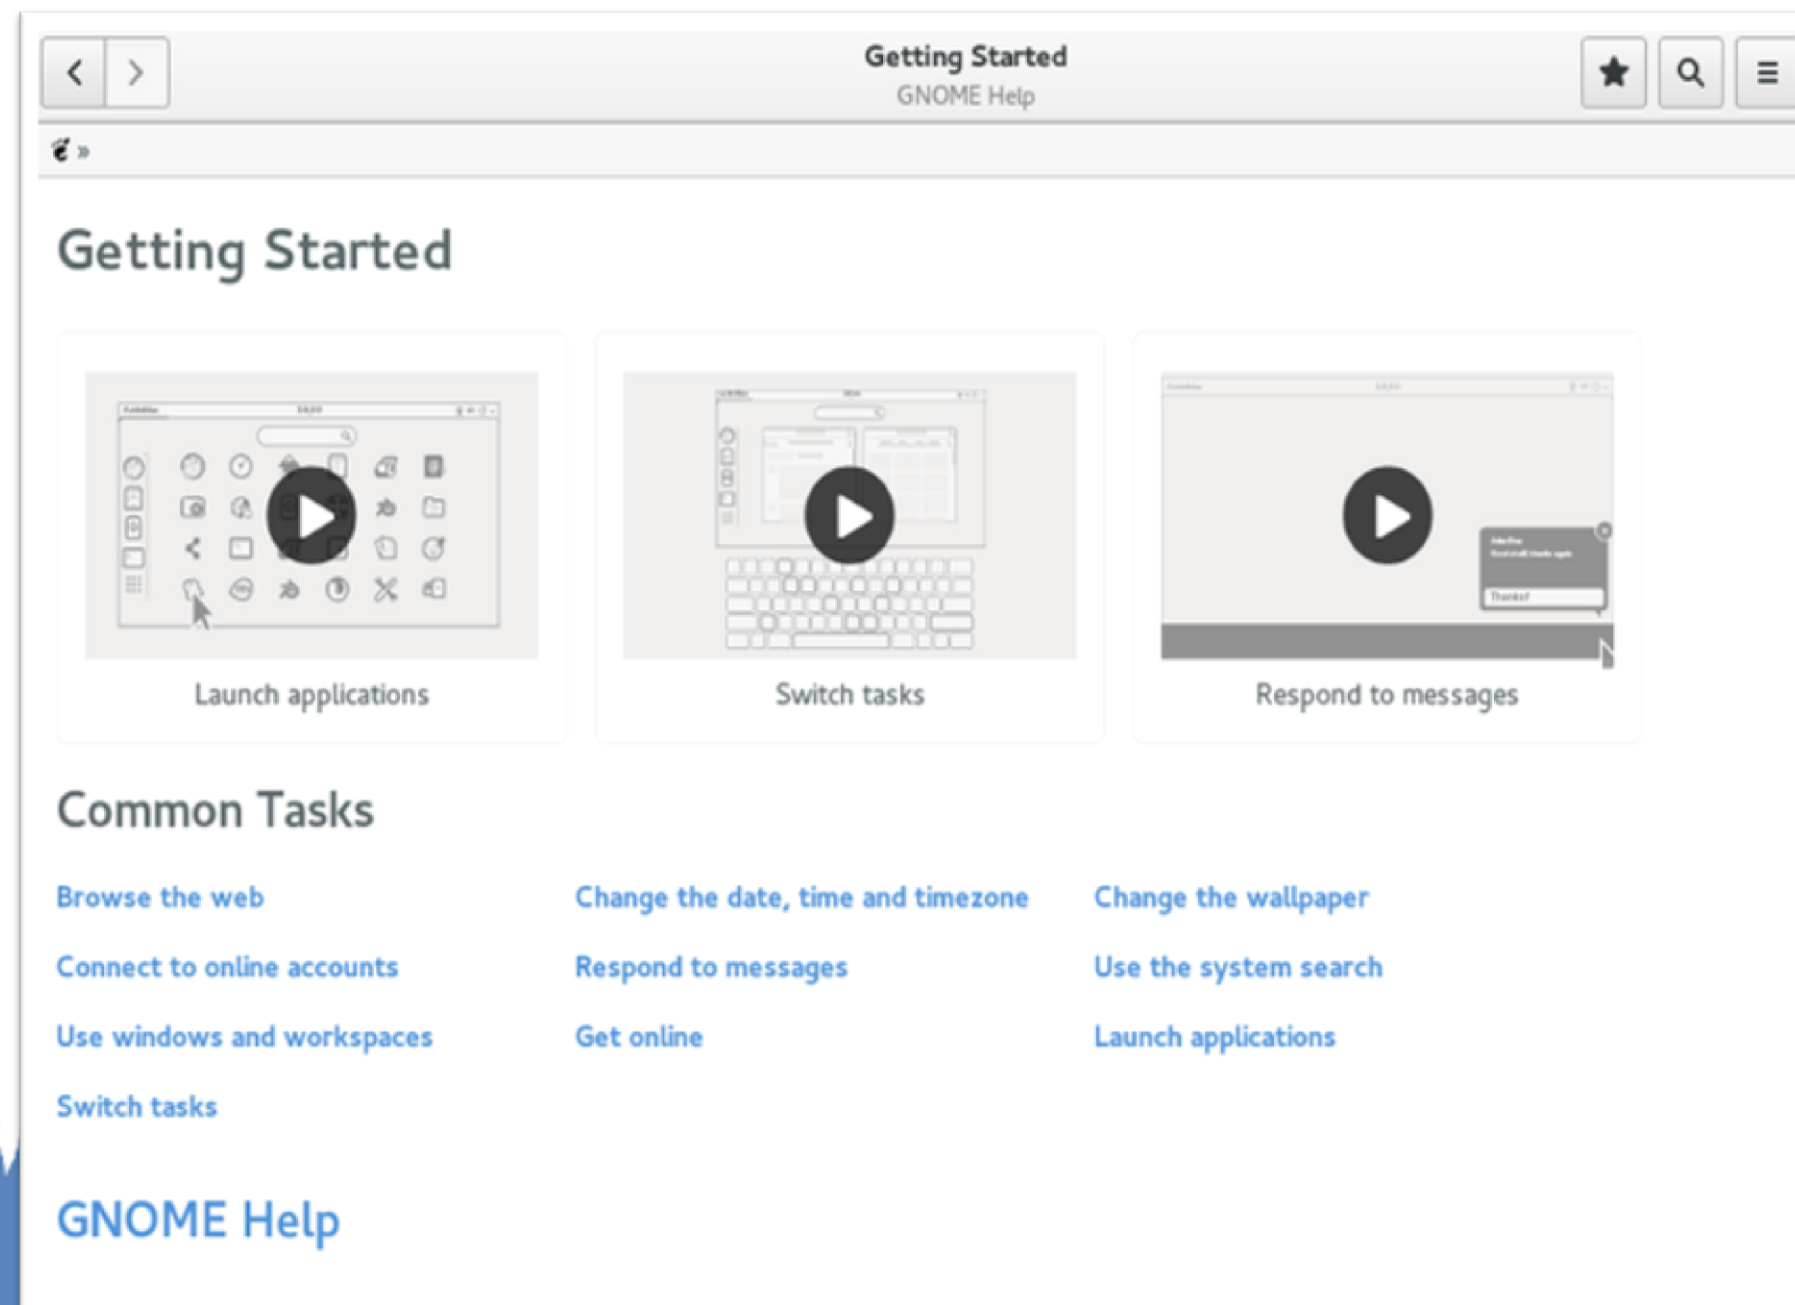 Getting Started
GNOME Help
»
Getting Started
Thanks!
Launch applications
Switch tasks
Respond to messages
Common Tasks
Browse the web
Change the date, time and timezone
Change the wallpaper
Connect to online accounts
Respond to messages
Use the system search
Use windows and workspaces
Get online
Launch applications
Switch tasks
GNOME Help